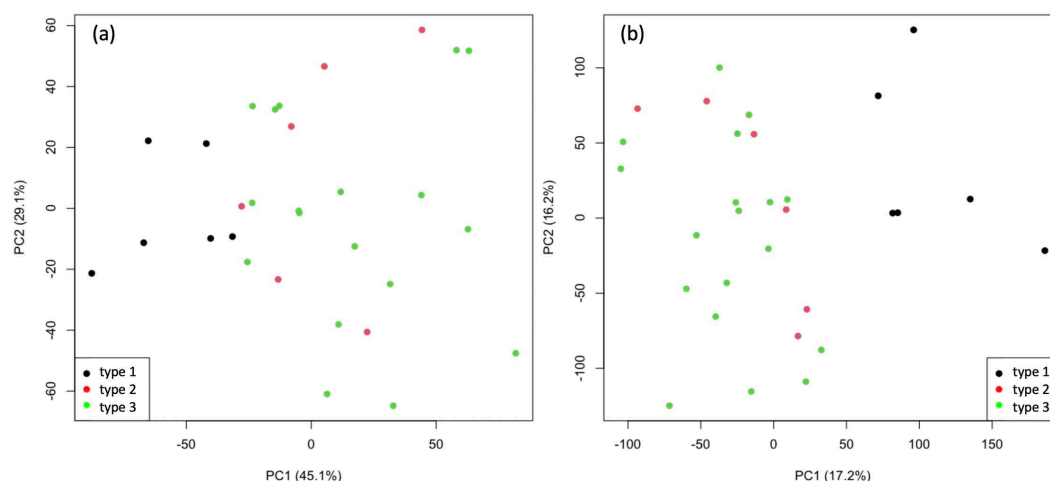 (a)
60
40
20
0
-20
-40
-60
PC2 (29.1%)
type 1
type 2
type 3
-50
0
50
PC1 (45.1%)
(b)
100
50
0
-50
-100
PC2 (16.2%)
type 1
type 2
type 3
-100
-50
0
50
100
150
PC1 (17.2%)